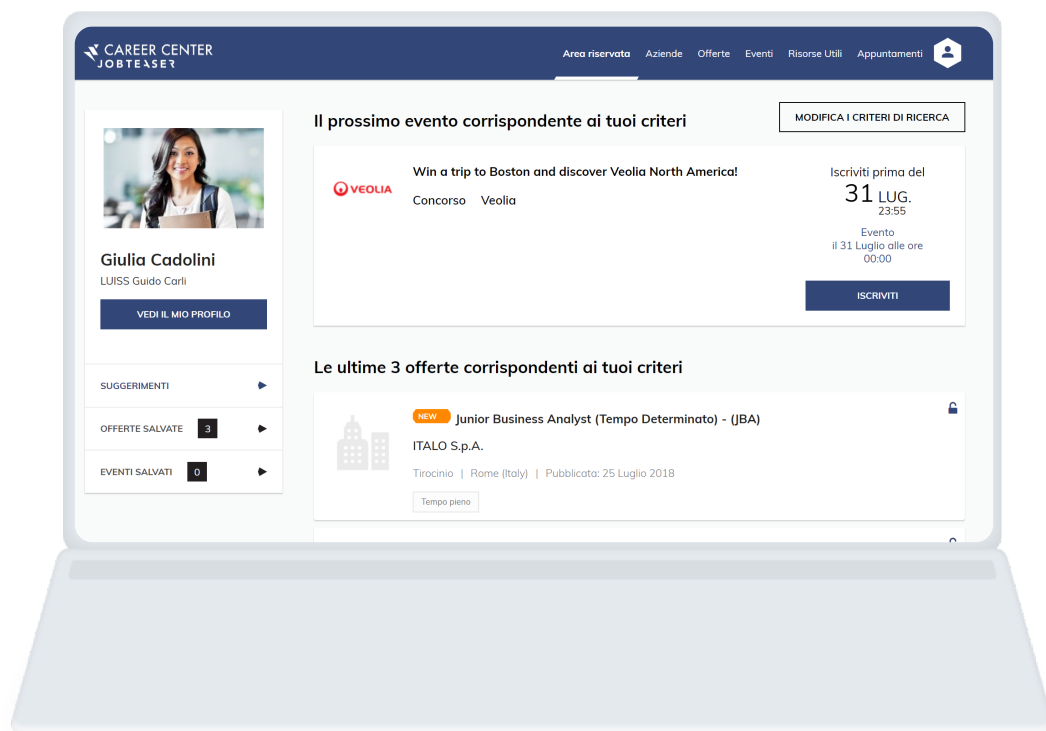 CAREER CENTER
JOBTEASER
Area riservata Aziende Offerte Eventi Risorse Utili Appuntamenti
Giulia Cadolini
LUISS Guido Carli
VEDI IL MIO PROFILO
SUGGERIMENTI
OFFERTE SALVATE 3
EVENTI SALVATI 0
Il prossimo evento corrispondente ai tuoi criteri
MODIFICA I CRITERI DI RICERCA
VEOLIA
Win a trip to Boston and discover Veolia North America!
Concorso Veolia
Iscriviti prima del
31 LUG.
23:55
Evento
il 31 Luglio alle ore
00:00
ISCRIVITI
Le ultime 3 offerte corrispondenti ai tuoi criteri
NEW Junior Business Analyst (Tempo Determinato) - (JBA)
ITALO S.p.A.
Tirocinio | Rome (Italy) | Pubblicata: 25 Luglio 2018
Tempo pieno